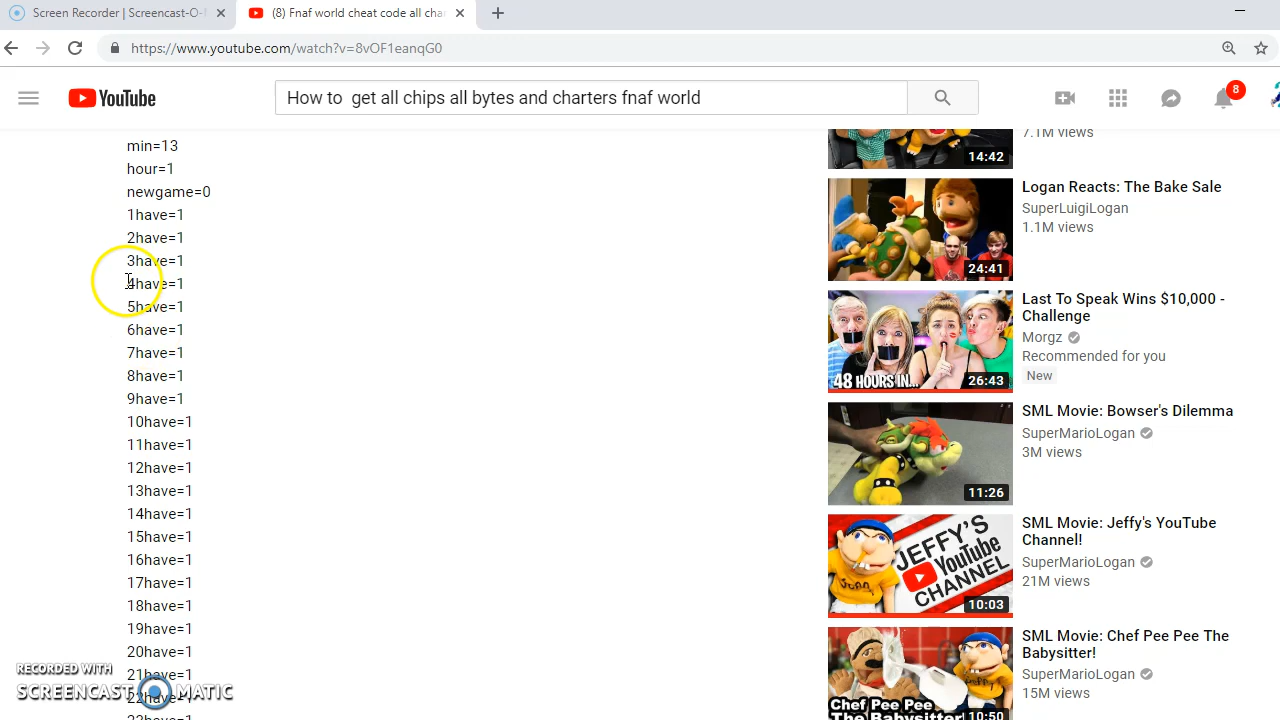 Screen Recorder | Screencast-O-
(8) Fnaf world cheat code all cha
https://www.youtube.com/watch?v=8vOF1eanqG0
YouTube
How to  get all chips all bytes and charters fnaf world
8
min=13
hour=1
newgame=0
1have=1
2have=1
3have=1
4have=1
5have=1
6have=1
7have=1
8have=1
9have=1
10have=1
11have=1
12have=1
13have=1
14have=1
15have=1
16have=1
17have=1
18have=1
19have=1
20have=1
21have=1
22have=1
23have=1
7.1M views
14:42
Logan Reacts: The Bake Sale
SuperLuigiLogan
1.1M views
24:41
Last To Speak Wins $10,000 -
Challenge
Morgz
Recommended for you
New
48 HOURS IN...
26:43
SML Movie: Bowser's Dilemma
SuperMarioLogan
3M views
11:26
SML Movie: Jeffy's YouTube
Channel!
SuperMarioLogan
21M views
JEFFY'S
YouTube
CHANNEL
10:03
SML Movie: Chef Pee Pee The
Babysitter!
SuperMarioLogan
15M views
Chef Pee Pee
The Babysitter
10:50
RECORDED WITH
SCREENCAST MATIC